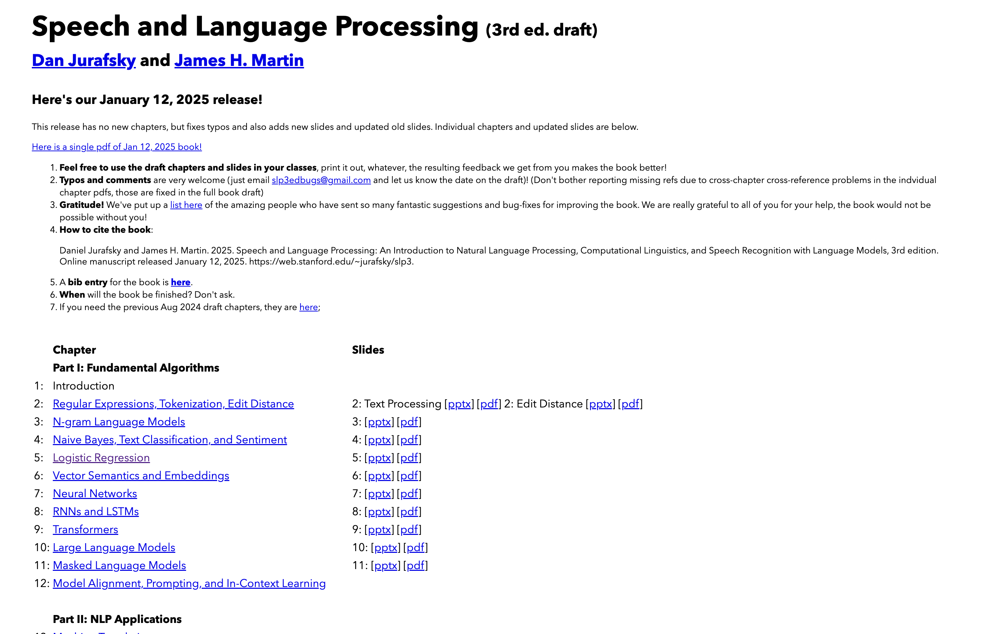 Speech and Language Processing (3rd ed. draft)
Dan Jurafsky and James H. Martin
Here's our January 12, 2025 release!
This release has no new chapters, but fixes typos and also adds new slides and updated old slides. Individual chapters and updated slides are below.
Here is a single pdf of Jan 12, 2025 book!
1. Feel free to use the draft chapters and slides in your classes, print it out, whatever, the resulting feedback we get from you makes the book better!
2. Typos and comments are very welcome (just email slp3edbugs@gmail.com and let us know the date on the draft)! (Don't bother reporting missing refs due to cross-chapter cross-reference problems in the indvidual
chapter pdfs, those are fixed in the full book draft)
3. Gratitude! We've put up a list here of the amazing people who have sent so many fantastic suggestions and bug-fixes for improving the book. We are really grateful to all of you for your help, the book would not be
possible without you!
4. How to cite the book:
Daniel Jurafsky and James H. Martin. 2025. Speech and Language Processing: An Introduction to Natural Language Processing, Computational Linguistics, and Speech Recognition with Language Models, 3rd edition.
Online manuscript released January 12, 2025. https://web.stanford.edu/~jurafsky/slp3.
5. A bib entry for the book is here.
6. When will the book be finished? Don't ask.
7. If you need the previous Aug 2024 draft chapters, they are here;
Chapter Slides
Part I: Fundamental Algorithms
1: Introduction
2: Regular Expressions, Tokenization, Edit Distance 2: Text Processing [pptx] [pdf] 2: Edit Distance [pptx] [pdf]
3: N-gram Language Models 3: [pptx] [pdf]
4: Naive Bayes, Text Classification, and Sentiment 4: [pptx] [pdf]
5: Logistic Regression 5: [pptx] [pdf]
6: Vector Semantics and Embeddings 6: [pptx] [pdf]
7: Neural Networks 7: [pptx] [pdf]
8: RNNs and LSTMs 8: [pptx] [pdf]
9: Transformers 9: [pptx] [pdf]
10: Large Language Models 10: [pptx] [pdf]
11: Masked Language Models 11: [pptx] [pdf]
12: Model Alignment, Prompting, and In-Context Learning
Part II: NLP Applications